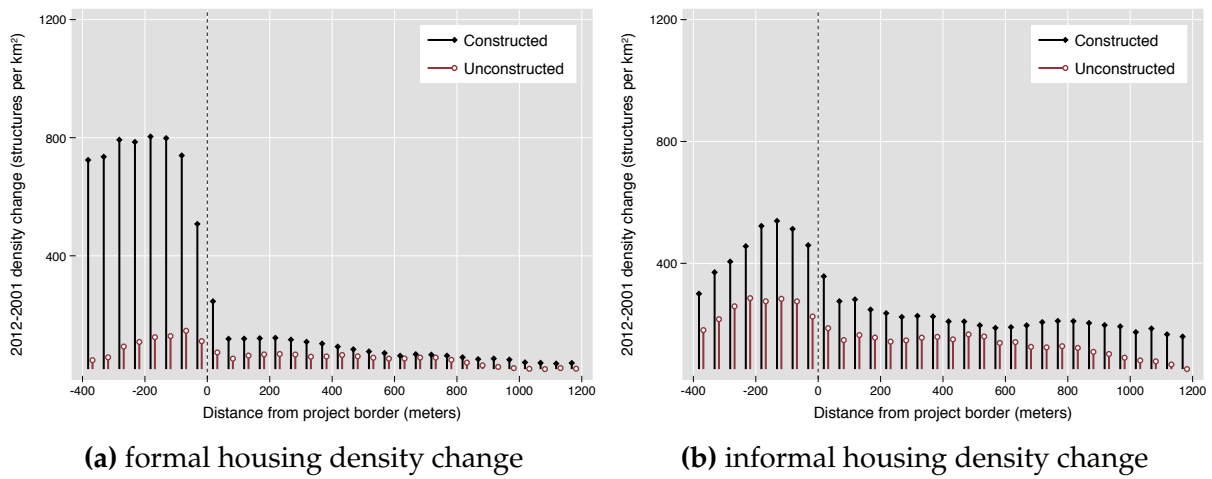 2012-2001 density change (structures per km²)
1200
800
400
Constructed
Unconstructed
-400 -200 0 200 400 600 800 1000 1200
Distance from project border (meters)
(a) formal housing density change
2012-2001 density change (structures per km²)
1200
800
400
Constructed
Unconstructed
-400 -200 0 200 400 600 800 1000 1200
Distance from project border (meters)
(b) informal housing density change